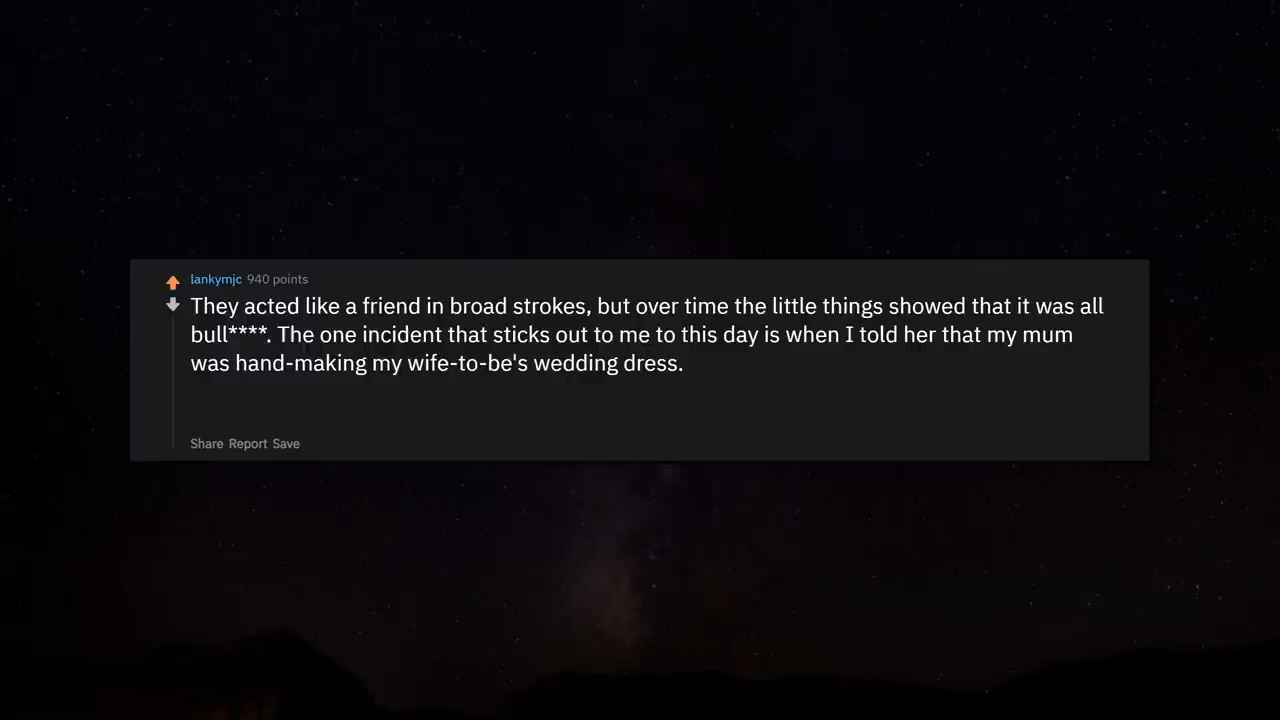 lankymjc 940 points
They acted like a friend in broad strokes, but over time the little things showed that it was all
bull****. The one incident that sticks out to me to this day is when I told her that my mum
was hand-making my wife-to-be's wedding dress.
Share Report Save